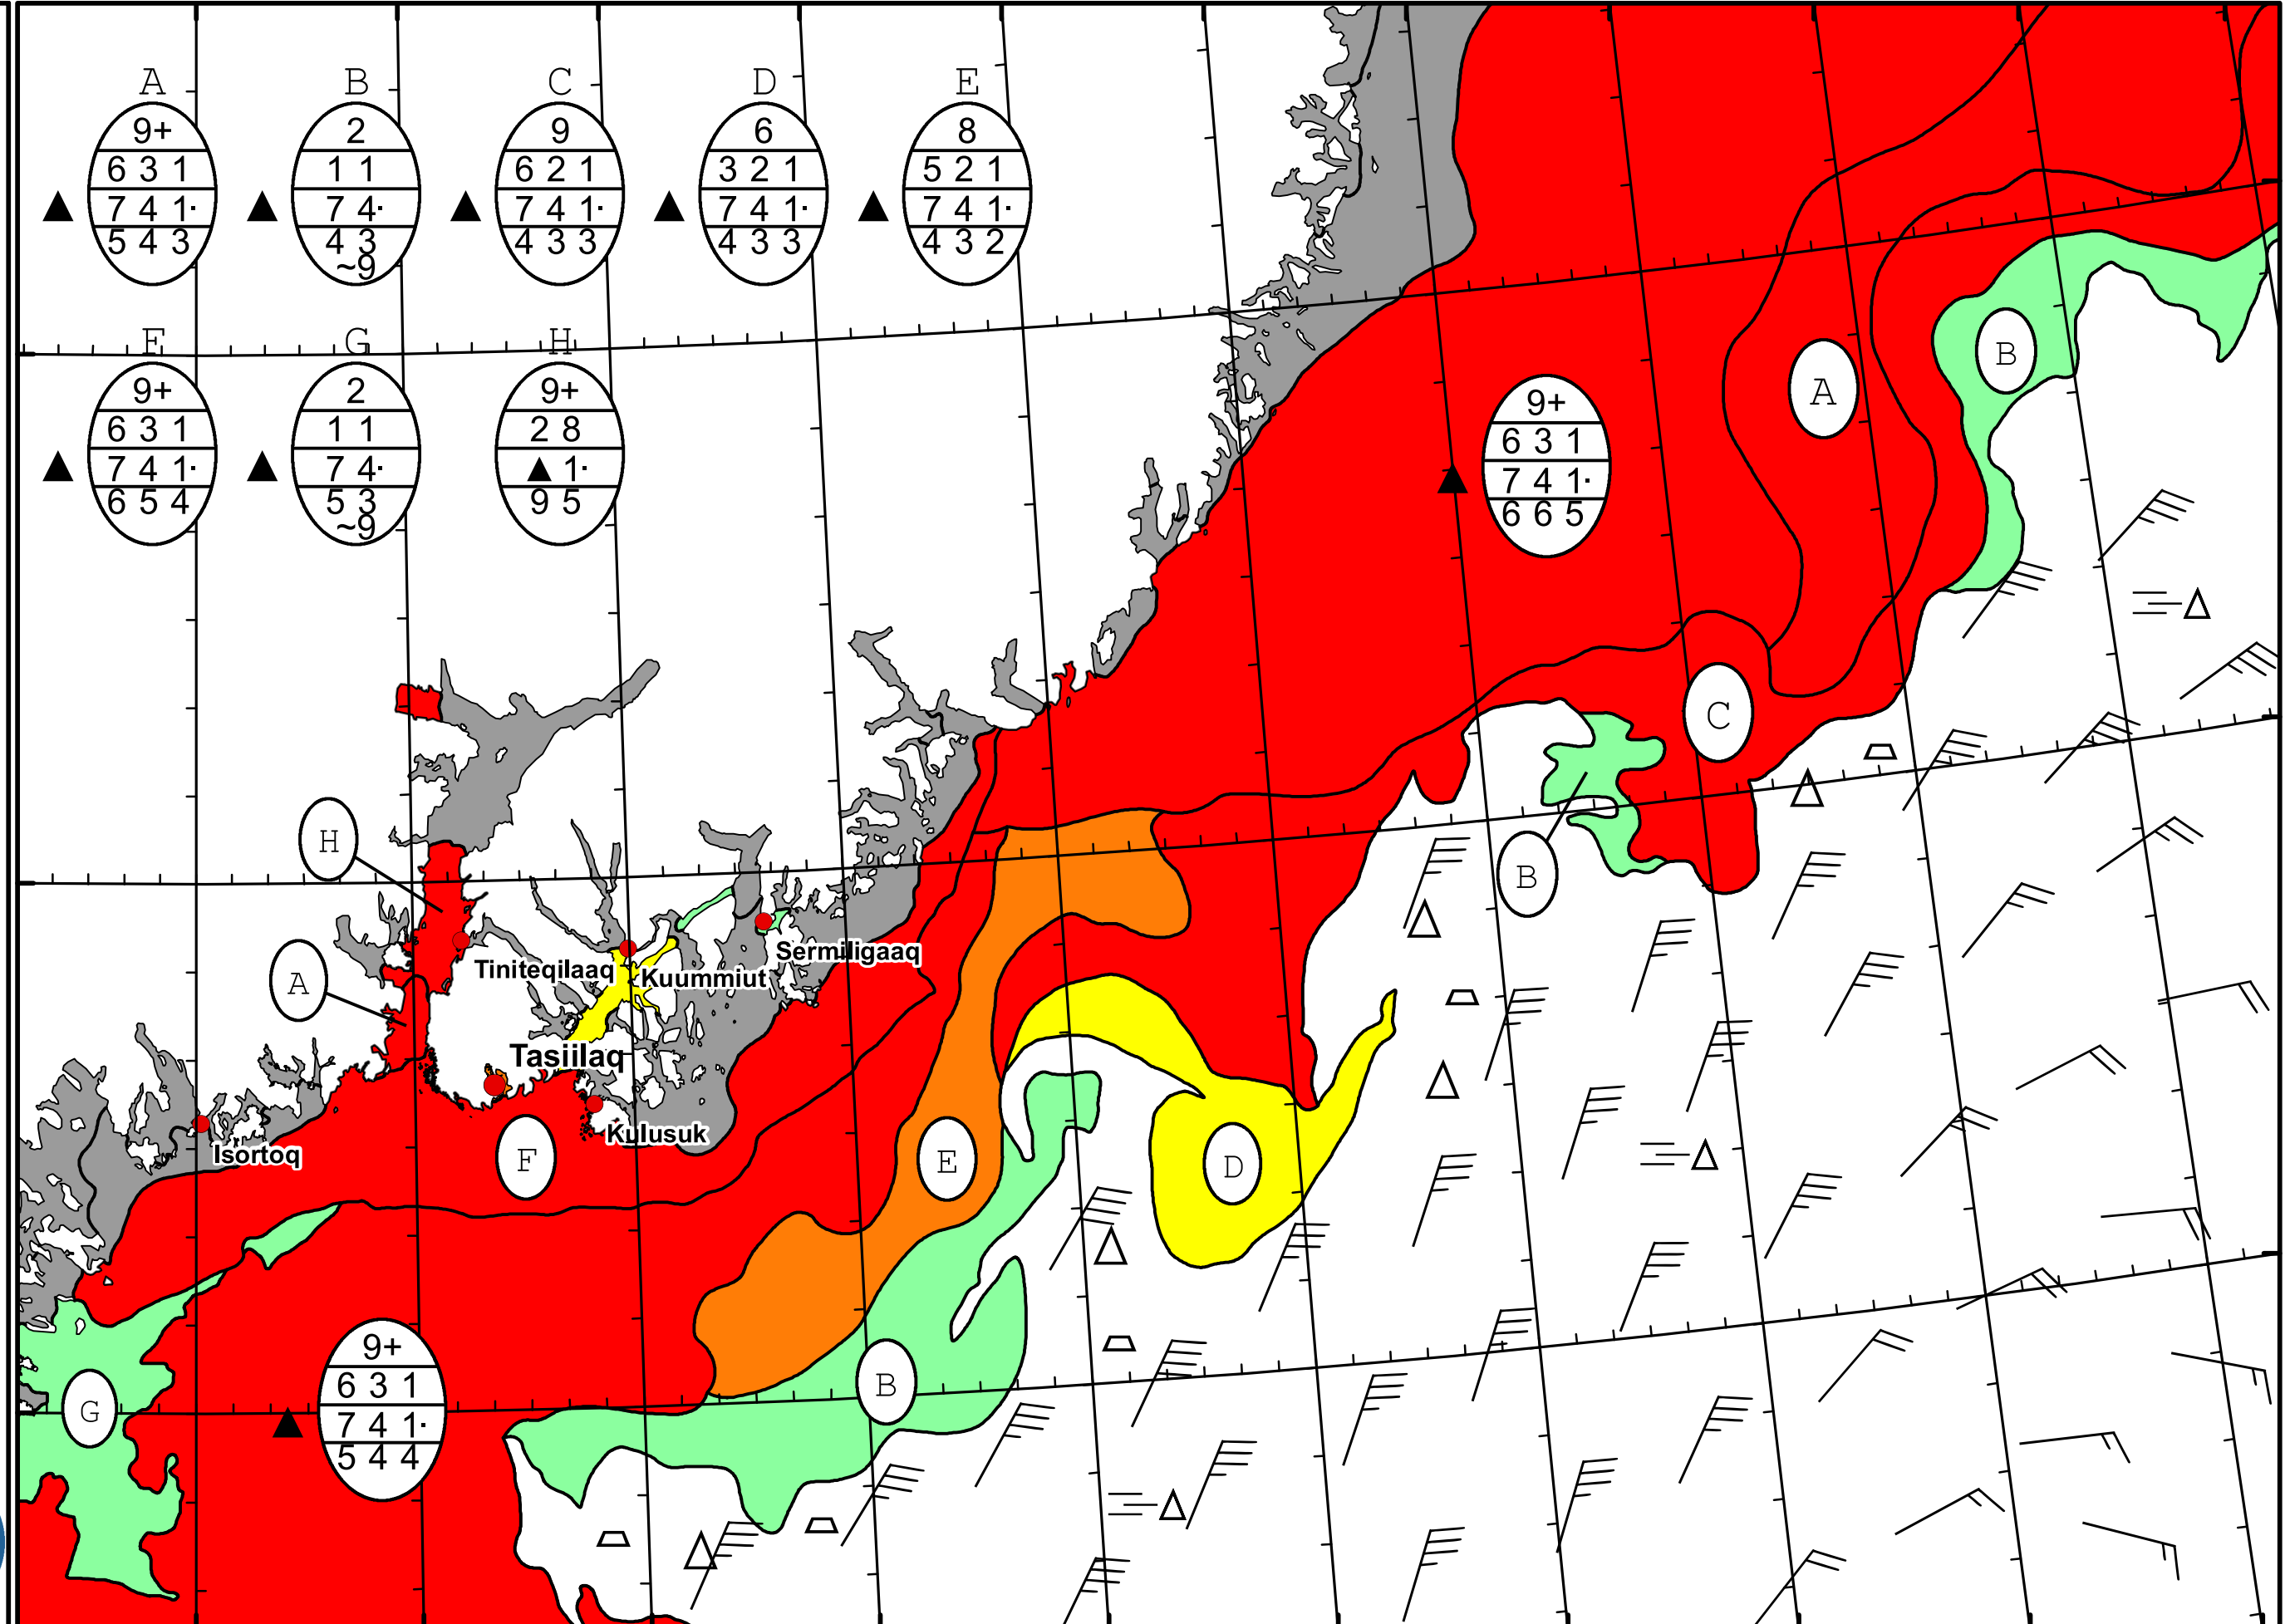 A B C D E
9+ 2 9 6 8
6 3 1 1 1 6 2 1 3 2 1 5 2 1
▲ 7 4 1· ▲ 7 4· ▲ 7 4 1· ▲ 7 4 1· ▲ 7 4 1·
5 4 3 4 3 4 3 3 4 3 3 4 3 2
~9
F G H
9+ 2 9+
6 3 1 1 1 2 8
▲ 7 4 1· ▲ 7 4· ▲ 1·
6 5 4 5 3 9 5
~9
B
A
9+
6 3 1
▲ 7 4 1·
6 6 5
C
H
B
Sermiligaaq
Tiniteqilaaq
Kuummiut
A
Tasiilaq
Kulusuk
Isortoq
F
E
D
9+
6 3 1
▲ 7 4 1·
5 4 4
B
G